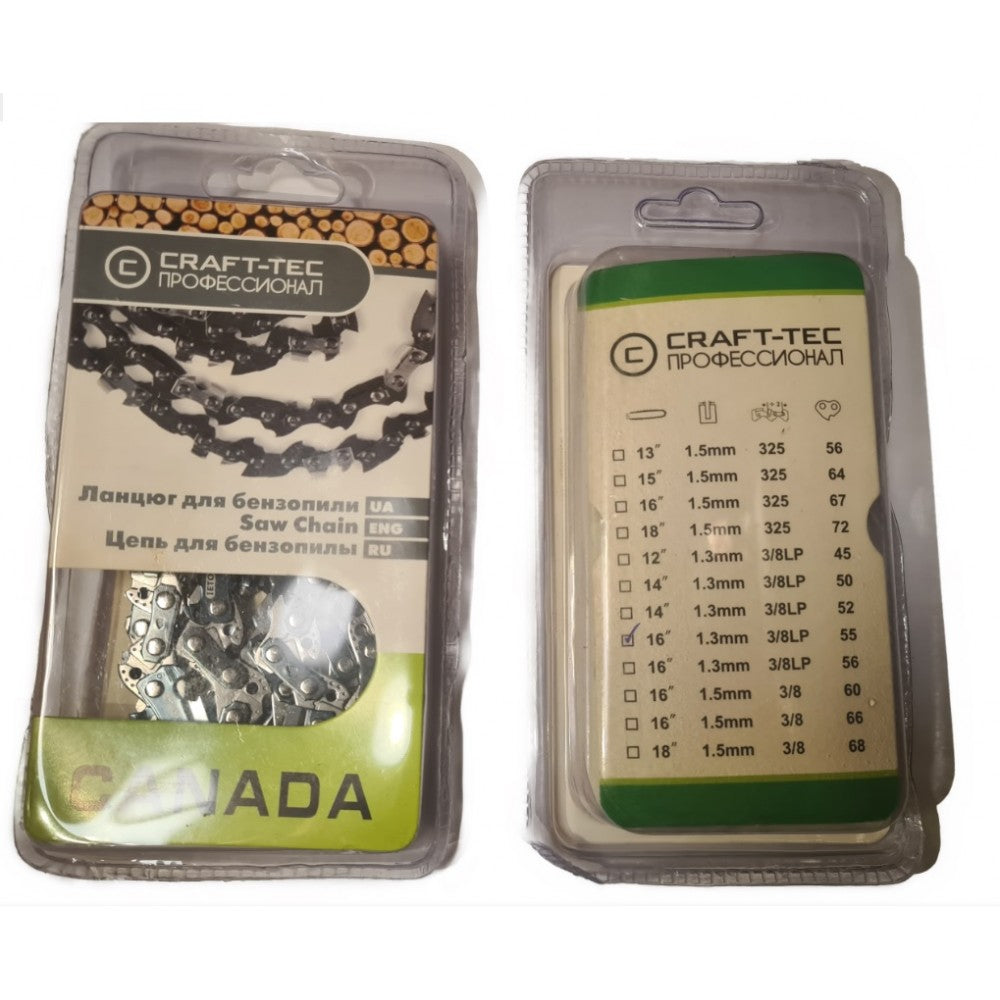 C CRAFT-TEC
ПРОФЕССИОНАЛ
Ланцюг для бензопили UA
Saw Chain ENG
Цепь для бензопилы RU
CANADA
C CRAFT-TEC
ПРОФЕССИОНАЛ
13" 1.5mm 325 56
15" 1.5mm 325 64
16" 1.5mm 325 67
18" 1.5mm 325 72
12" 1.3mm 3/8LP 45
14" 1.3mm 3/8LP 50
14" 1.3mm 3/8LP 52
16" 1.3mm 3/8LP 55
16" 1.3mm 3/8LP 56
16" 1.5mm 3/8 60
16" 1.5mm 3/8 66
18" 1.5mm 3/8 68